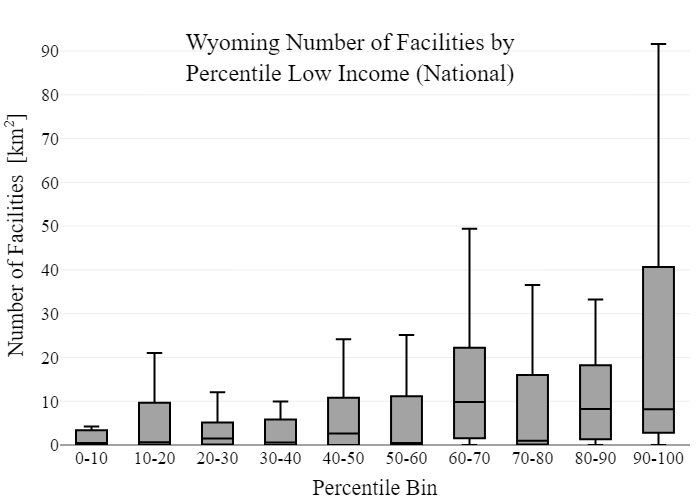 Wyoming Number of Facilities by
Percentile Low Income (National)
Number of Facilities [km²]
90
80
70
60
50
40
30
20
10
0
0-10 10-20 20-30 30-40 40-50 50-60 60-70 70-80 80-90 90-100
Percentile Bin